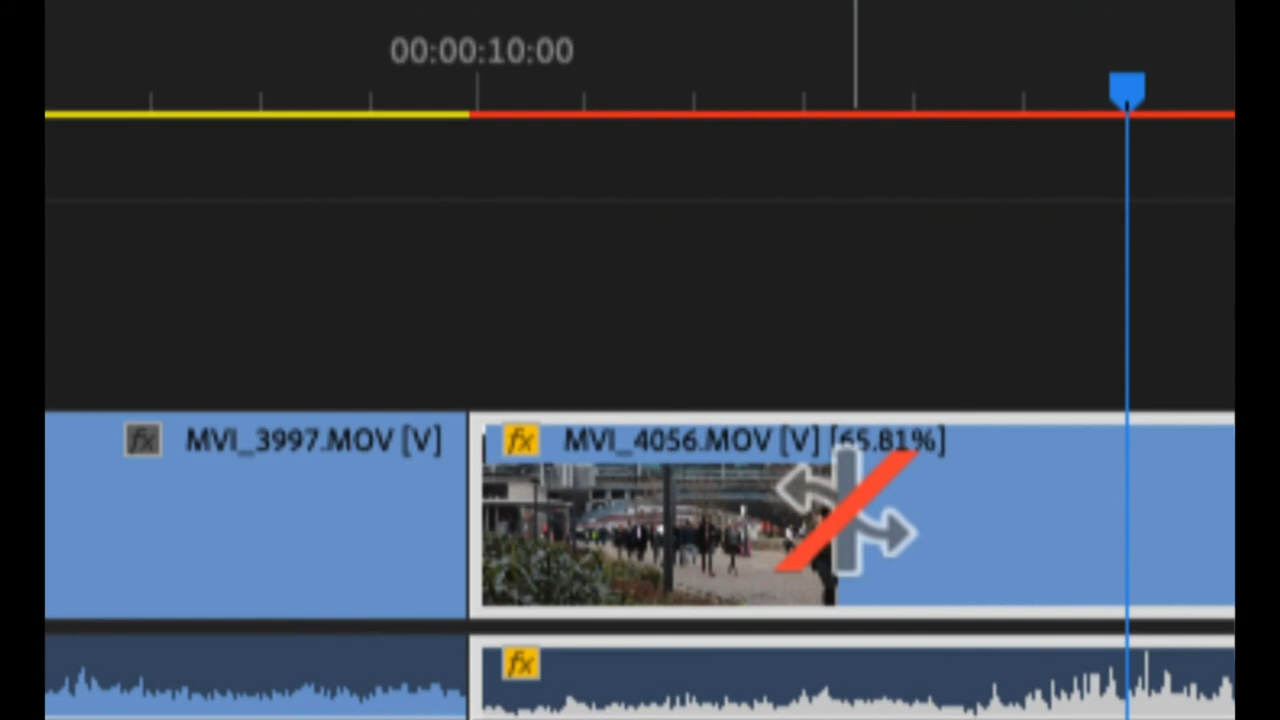 00:00:10:00
fx MVI_3997.MOV [V]
fx MVI_4056.MOV [V] [65.81%]
fx